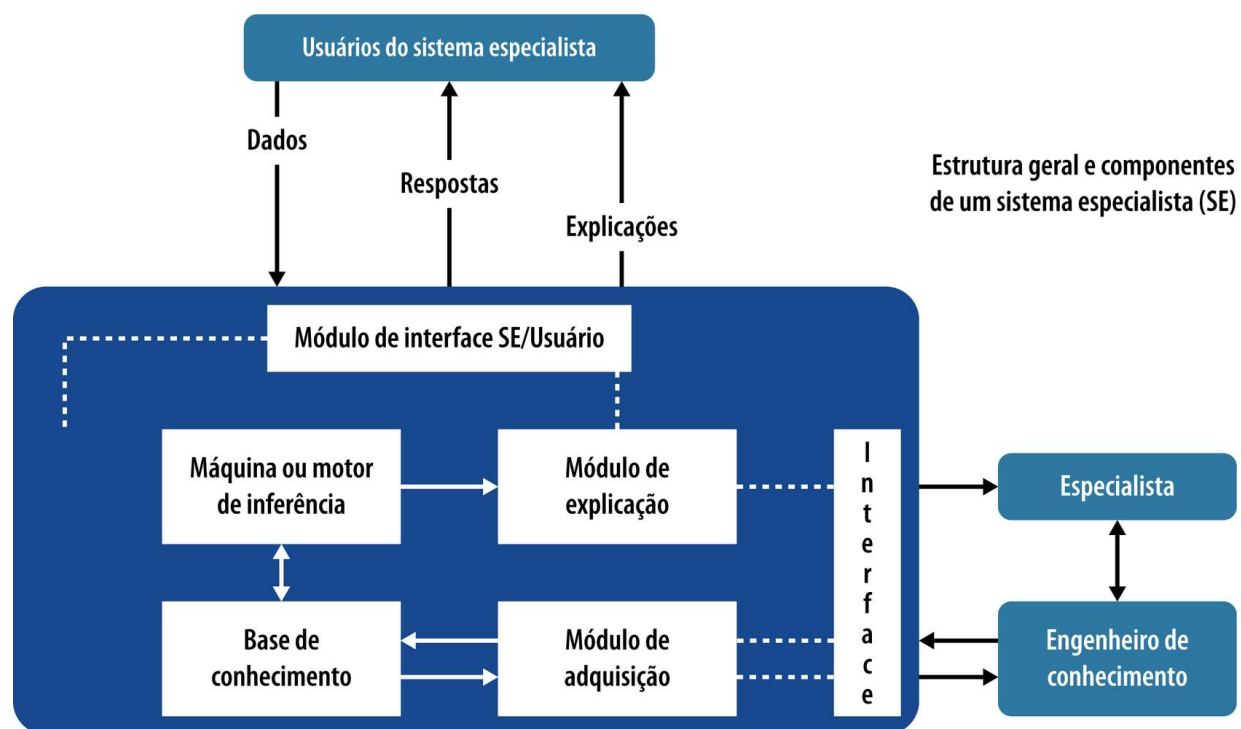 Usuários do sistema especialista
Dados
Respostas
Explicações
Estrutura geral e componentes
de um sistema especialista (SE)
Módulo de interface SE/Usuário
Máquina ou motor
de inferência
Módulo de
explicação
Interface
Especialista
Base de
conhecimento
Módulo de
adquisição
Engenheiro de
conhecimento